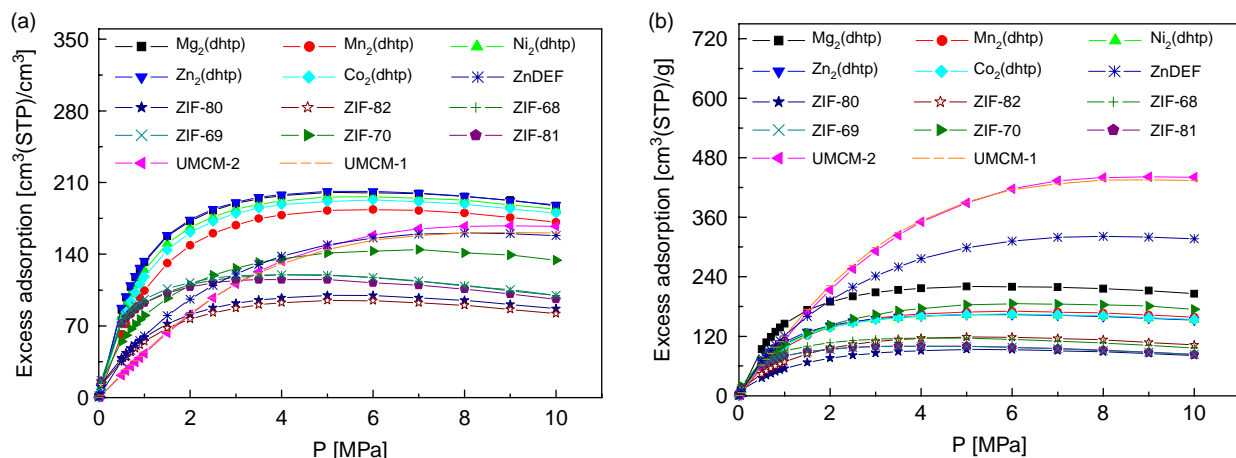 (a)
Excess adsorption [cm³(STP)/cm³]
350
280
210
140
70
0
Mg₂(dhtp) Mn₂(dhtp) Ni₂(dhtp)
Zn₂(dhtp) Co₂(dhtp) ZnDEF
ZIF-80 ZIF-82 ZIF-68
ZIF-69 ZIF-70 ZIF-81
UMCM-2 UMCM-1
0 2 4 6 8 10
P [MPa]
(b)
Excess adsorption [cm³(STP)/g]
720
600
480
360
240
120
0
Mg₂(dhtp) Mn₂(dhtp) Ni₂(dhtp)
Zn₂(dhtp) Co₂(dhtp) ZnDEF
ZIF-80 ZIF-82 ZIF-68
ZIF-69 ZIF-70 ZIF-81
UMCM-2 UMCM-1
0 2 4 6 8 10
P [MPa]